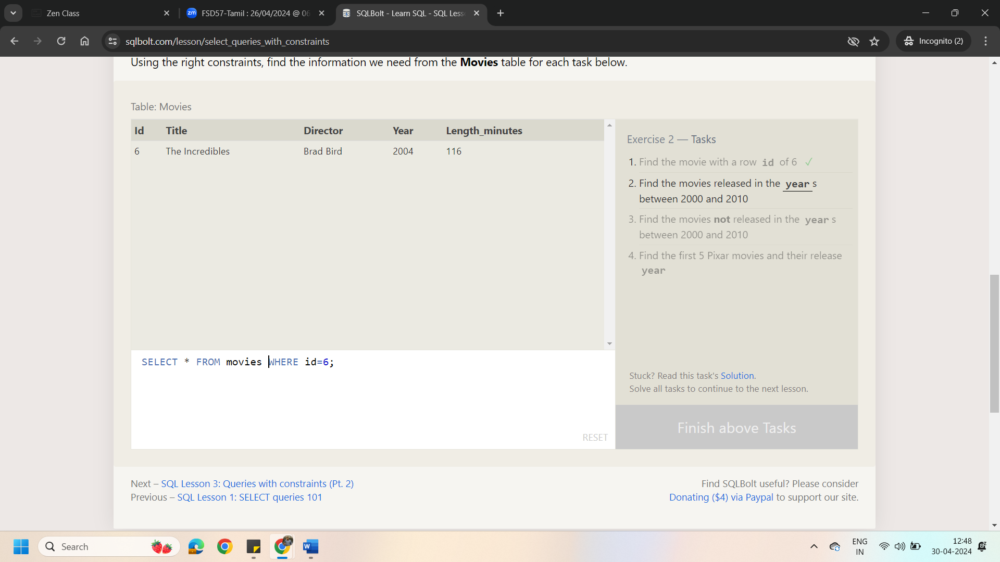 Zen Class
zm FSD57-Tamil : 26/04/2024 @ 06
SQLBolt - Learn SQL - SQL Less
sqlbolt.com/lesson/select_queries_with_constraints
Incognito (2)
Using the right constraints, find the information we need from the Movies table for each task below.
Table: Movies
Id Title Director Year Length_minutes
6 The Incredibles Brad Bird 2004 116
Exercise 2 — Tasks
1. Find the movie with a row id of 6 ✓
2. Find the movies released in the year s
between 2000 and 2010
3. Find the movies not released in the year s
between 2000 and 2010
4. Find the first 5 Pixar movies and their release
year
SELECT * FROM movies WHERE id=6;
RESET
Stuck? Read this task's Solution.
Solve all tasks to continue to the next lesson.
Finish above Tasks
Next – SQL Lesson 3: Queries with constraints (Pt. 2)
Previous – SQL Lesson 1: SELECT queries 101
Find SQLBolt useful? Please consider
Donating ($4) via Paypal to support our site.
Search
W
ENG
IN
12:48
30-04-2024